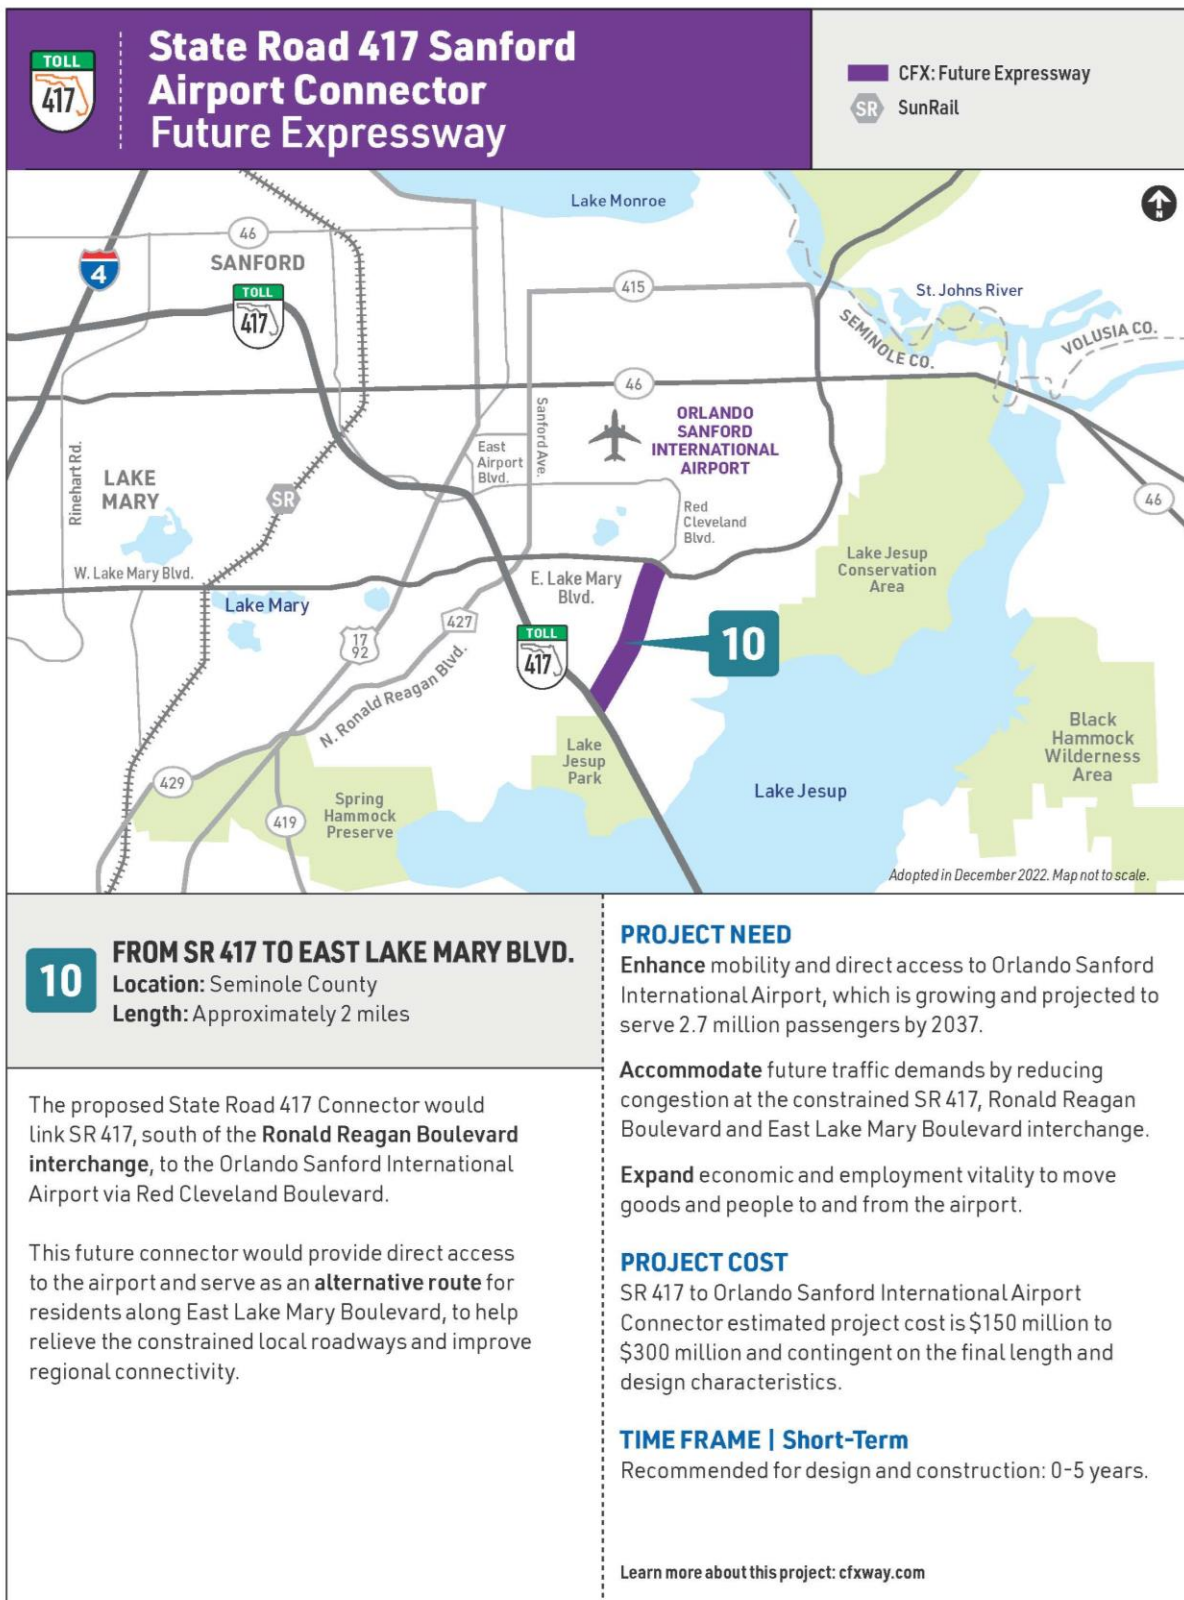 TOLL
417
State Road 417 Sanford
Airport Connector
Future Expressway
CFX: Future Expressway
SR
SunRail
Lake Monroe
N
46
SANFORD
4
TOLL
417
415
St. Johns River
SEMINOLE CO.
VOLUSIA CO.
46
Sanford Ave.
ORLANDO
SANFORD
INTERNATIONAL
AIRPORT
East
Airport
Blvd.
Rinehart Rd.
LAKE
MARY
SR
46
Red
Cleveland
Blvd.
Lake Jesup
Conservation
Area
W. Lake Mary Blvd.
E. Lake Mary
Blvd.
Lake Mary
427
17
92
TOLL
417
10
N. Ronald Reagan Blvd.
Black
Hammock
Wilderness
Area
Lake
Jesup
Park
429
Lake Jesup
Spring
Hammock
Preserve
419
Adopted in December 2022. Map not to scale.
10
FROM SR 417 TO EAST LAKE MARY BLVD.
Location: Seminole County
Length: Approximately 2 miles
The proposed State Road 417 Connector would
link SR 417, south of the Ronald Reagan Boulevard
interchange, to the Orlando Sanford International
Airport via Red Cleveland Boulevard.
This future connector would provide direct access
to the airport and serve as an alternative route for
residents along East Lake Mary Boulevard, to help
relieve the constrained local roadways and improve
regional connectivity.
PROJECT NEED
Enhance mobility and direct access to Orlando Sanford
International Airport, which is growing and projected to
serve 2.7 million passengers by 2037.
Accommodate future traffic demands by reducing
congestion at the constrained SR 417, Ronald Reagan
Boulevard and East Lake Mary Boulevard interchange.
Expand economic and employment vitality to move
goods and people to and from the airport.
PROJECT COST
SR 417 to Orlando Sanford International Airport
Connector estimated project cost is $150 million to
$300 million and contingent on the final length and
design characteristics.
TIME FRAME | Short-Term
Recommended for design and construction: 0-5 years.
Learn more about this project: cfxway.com